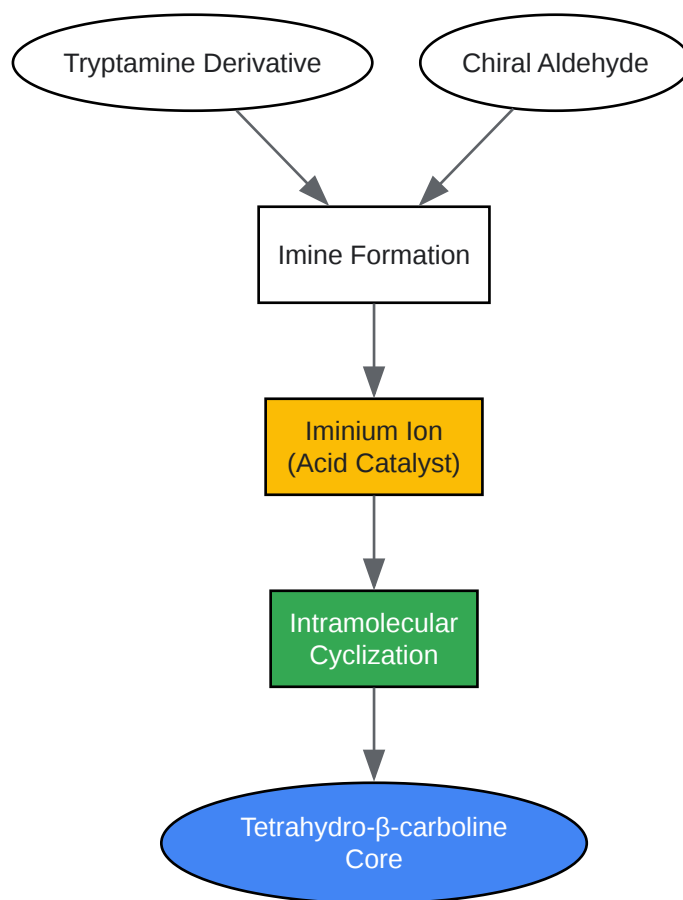 Tryptamine Derivative
Chiral Aldehyde
Imine Formation
Iminium Ion
(Acid Catalyst)
Intramolecular
Cyclization
Tetrahydro-β-carboline
Core